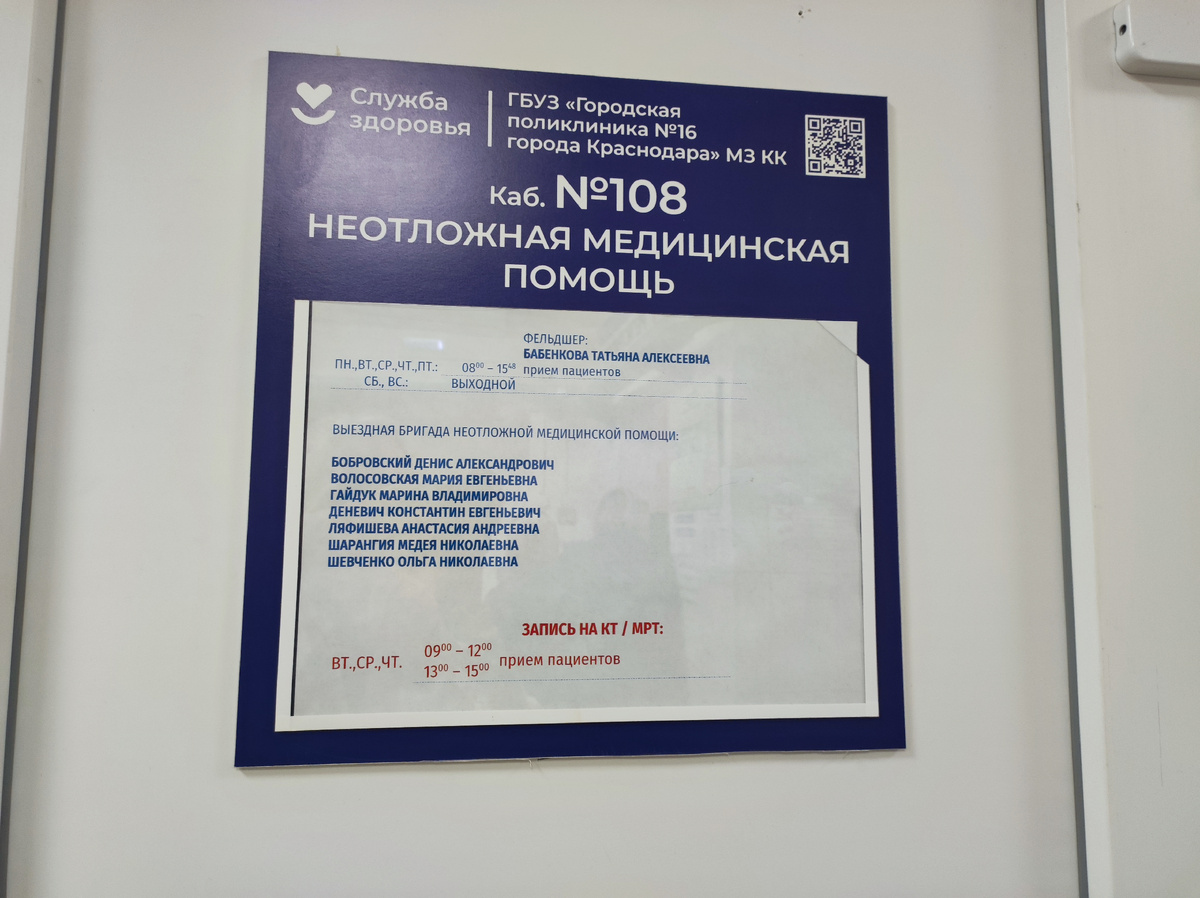 Служба
здоровья
ГБУЗ «Городская
поликлиника №16
города Краснодара» МЗ КК
Каб. №108
НЕОТЛОЖНАЯ МЕДИЦИНСКАЯ
ПОМОЩЬ
ФЕЛЬДШЕР:
БАБЕНКОВА ТАТЬЯНА АЛЕКСЕЕВНА
ПН.,ВТ.,СР.,ЧТ.,ПТ.: 08⁰⁰ – 15⁴⁸ прием пациентов
СБ., ВС.: ВЫХОДНОЙ
ВЫЕЗДНАЯ БРИГАДА НЕОТЛОЖНОЙ МЕДИЦИНСКОЙ ПОМОЩИ:
БОБРОВСКИЙ ДЕНИС АЛЕКСАНДРОВИЧ
ВОЛОСОВСКАЯ МАРИЯ ЕВГЕНЬЕВНА
ГАЙДУК МАРИНА ВЛАДИМИРОВНА
ДЕНЕВИЧ КОНСТАНТИН ЕВГЕНЬЕВИЧ
ЛЯФИШЕВА АНАСТАСИЯ АНДРЕЕВНА
ШАРАНГИЯ МЕДЕЯ НИКОЛАЕВНА
ШЕВЧЕНКО ОЛЬГА НИКОЛАЕВНА
ЗАПИСЬ НА КТ / МРТ:
ВТ.,СР.,ЧТ. 09⁰⁰ – 12⁰⁰
13⁰⁰ – 15⁰⁰ прием пациентов